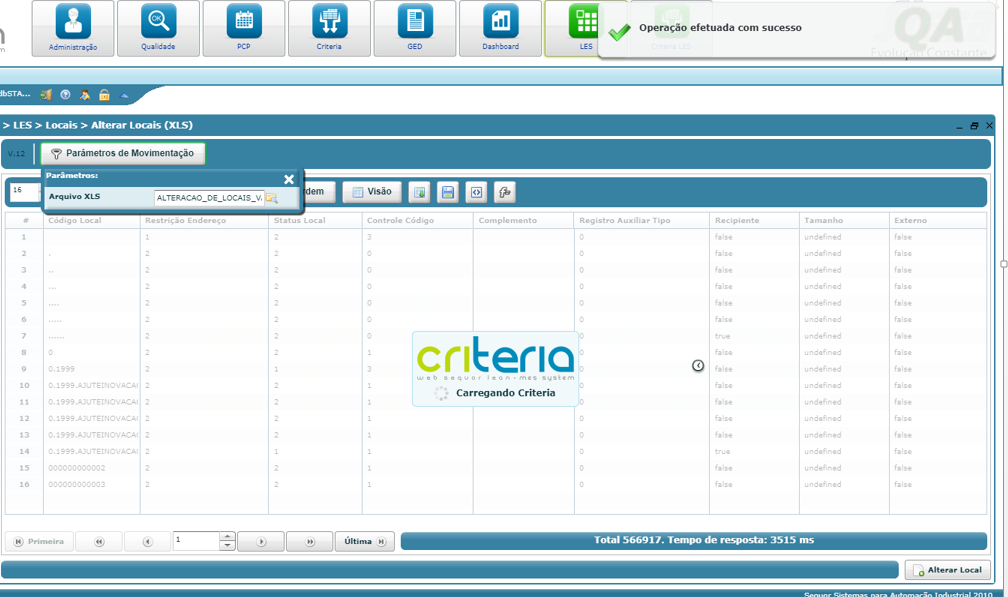 Administração
OK
Qualidade
PCP
Criteria
GED
Dashboard
LES
Operação efetuada com sucesso
QA
Evolução Constante
Criteria LES
dbSTA...
> LES > Locais > Alterar Locais (XLS)
V.12
Parâmetros de Movimentação
Parâmetros:
16
Arquivo XLS
ALTERACAO_DE_LOCAIS_V
rdem
Visão
# Código Local Restrição Endereço Status Local Controle Código Complemento Registro Auxiliar Tipo Recipiente Tamanho Externo
1 1 2 3 0 false undefined false
2 . 2 2 0 0 false undefined false
3 .. 2 2 0 0 false undefined false
4 ... 2 2 0 0 false undefined false
5 .... 2 2 0 0 false undefined false
6 ..... 2 2 0 0 false undefined false
7 ...... 2 2 0 0 true undefined false
8 0 2 2 1 0 false undefined false
9 0.1999 2 1 3 0 false undefined false
10 0.1999.AJUTEINOVACA 2 2 1 0 false undefined false
11 0.1999.AJUTEINOVACA 2 2 1 0 false undefined false
12 0.1999.AJUTEINOVACA 2 2 1 0 false undefined false
13 0.1999.AJUTEINOVACA 2 2 1 0 false undefined false
14 0.1999.AJUTEINOVACA 2 1 1 0 true undefined false
15 000000000002 2 2 1 0 false undefined false
16 000000000003 2 2 1 0 false undefined false
criteria
web sequor lean-mes system
Carregando Criteria
Primeira
1
Última
Total 566917. Tempo de resposta: 3515 ms
Alterar Local
Sequor Sistemas para Automação Industrial 2010